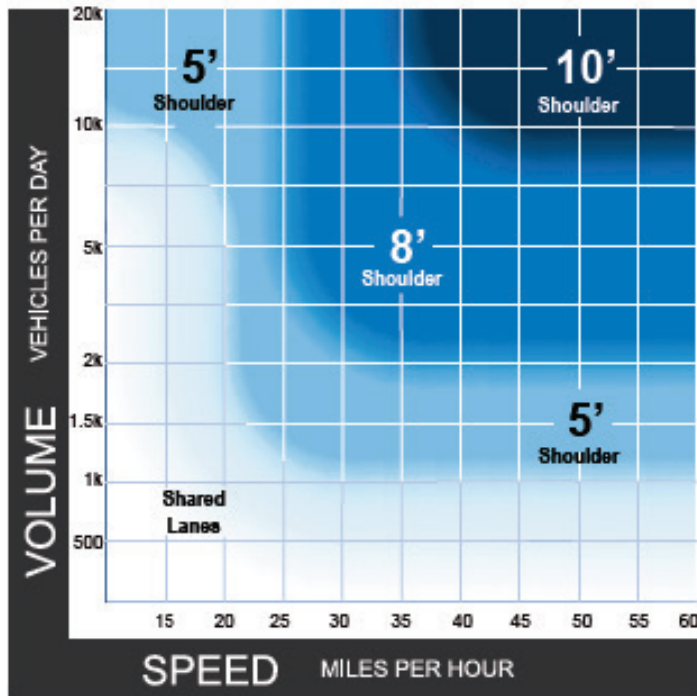 20k
10k
5k
2k
1.5k
1k
500
VOLUME VEHICLES PER DAY
5’
Shoulder
10’
Shoulder
8’
Shoulder
5’
Shoulder
Shared
Lanes
15 20 25 30 35 40 45 50 55 60
SPEED MILES PER HOUR